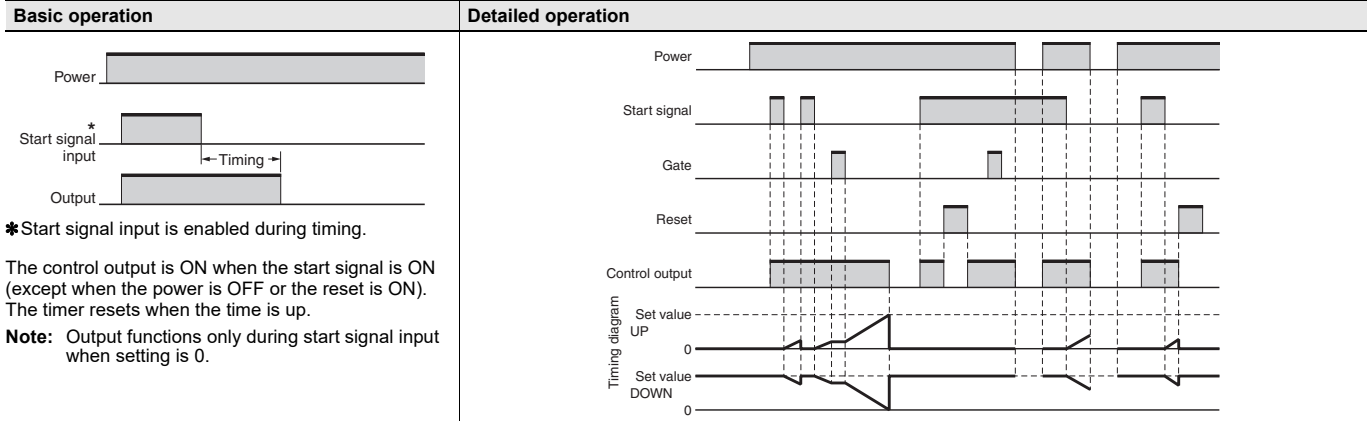 Basic operation
Power
*
Start signal
input
Timing
Output
✱Start signal input is enabled during timing.
The control output is ON when the start signal is ON
(except when the power is OFF or the reset is ON).
The timer resets when the time is up.
Note: Output functions only during start signal input
when setting is 0.
Detailed operation
Power
Start signal
Gate
Reset
Control output
Timing diagram
Set value
UP
0
Set value
DOWN
0